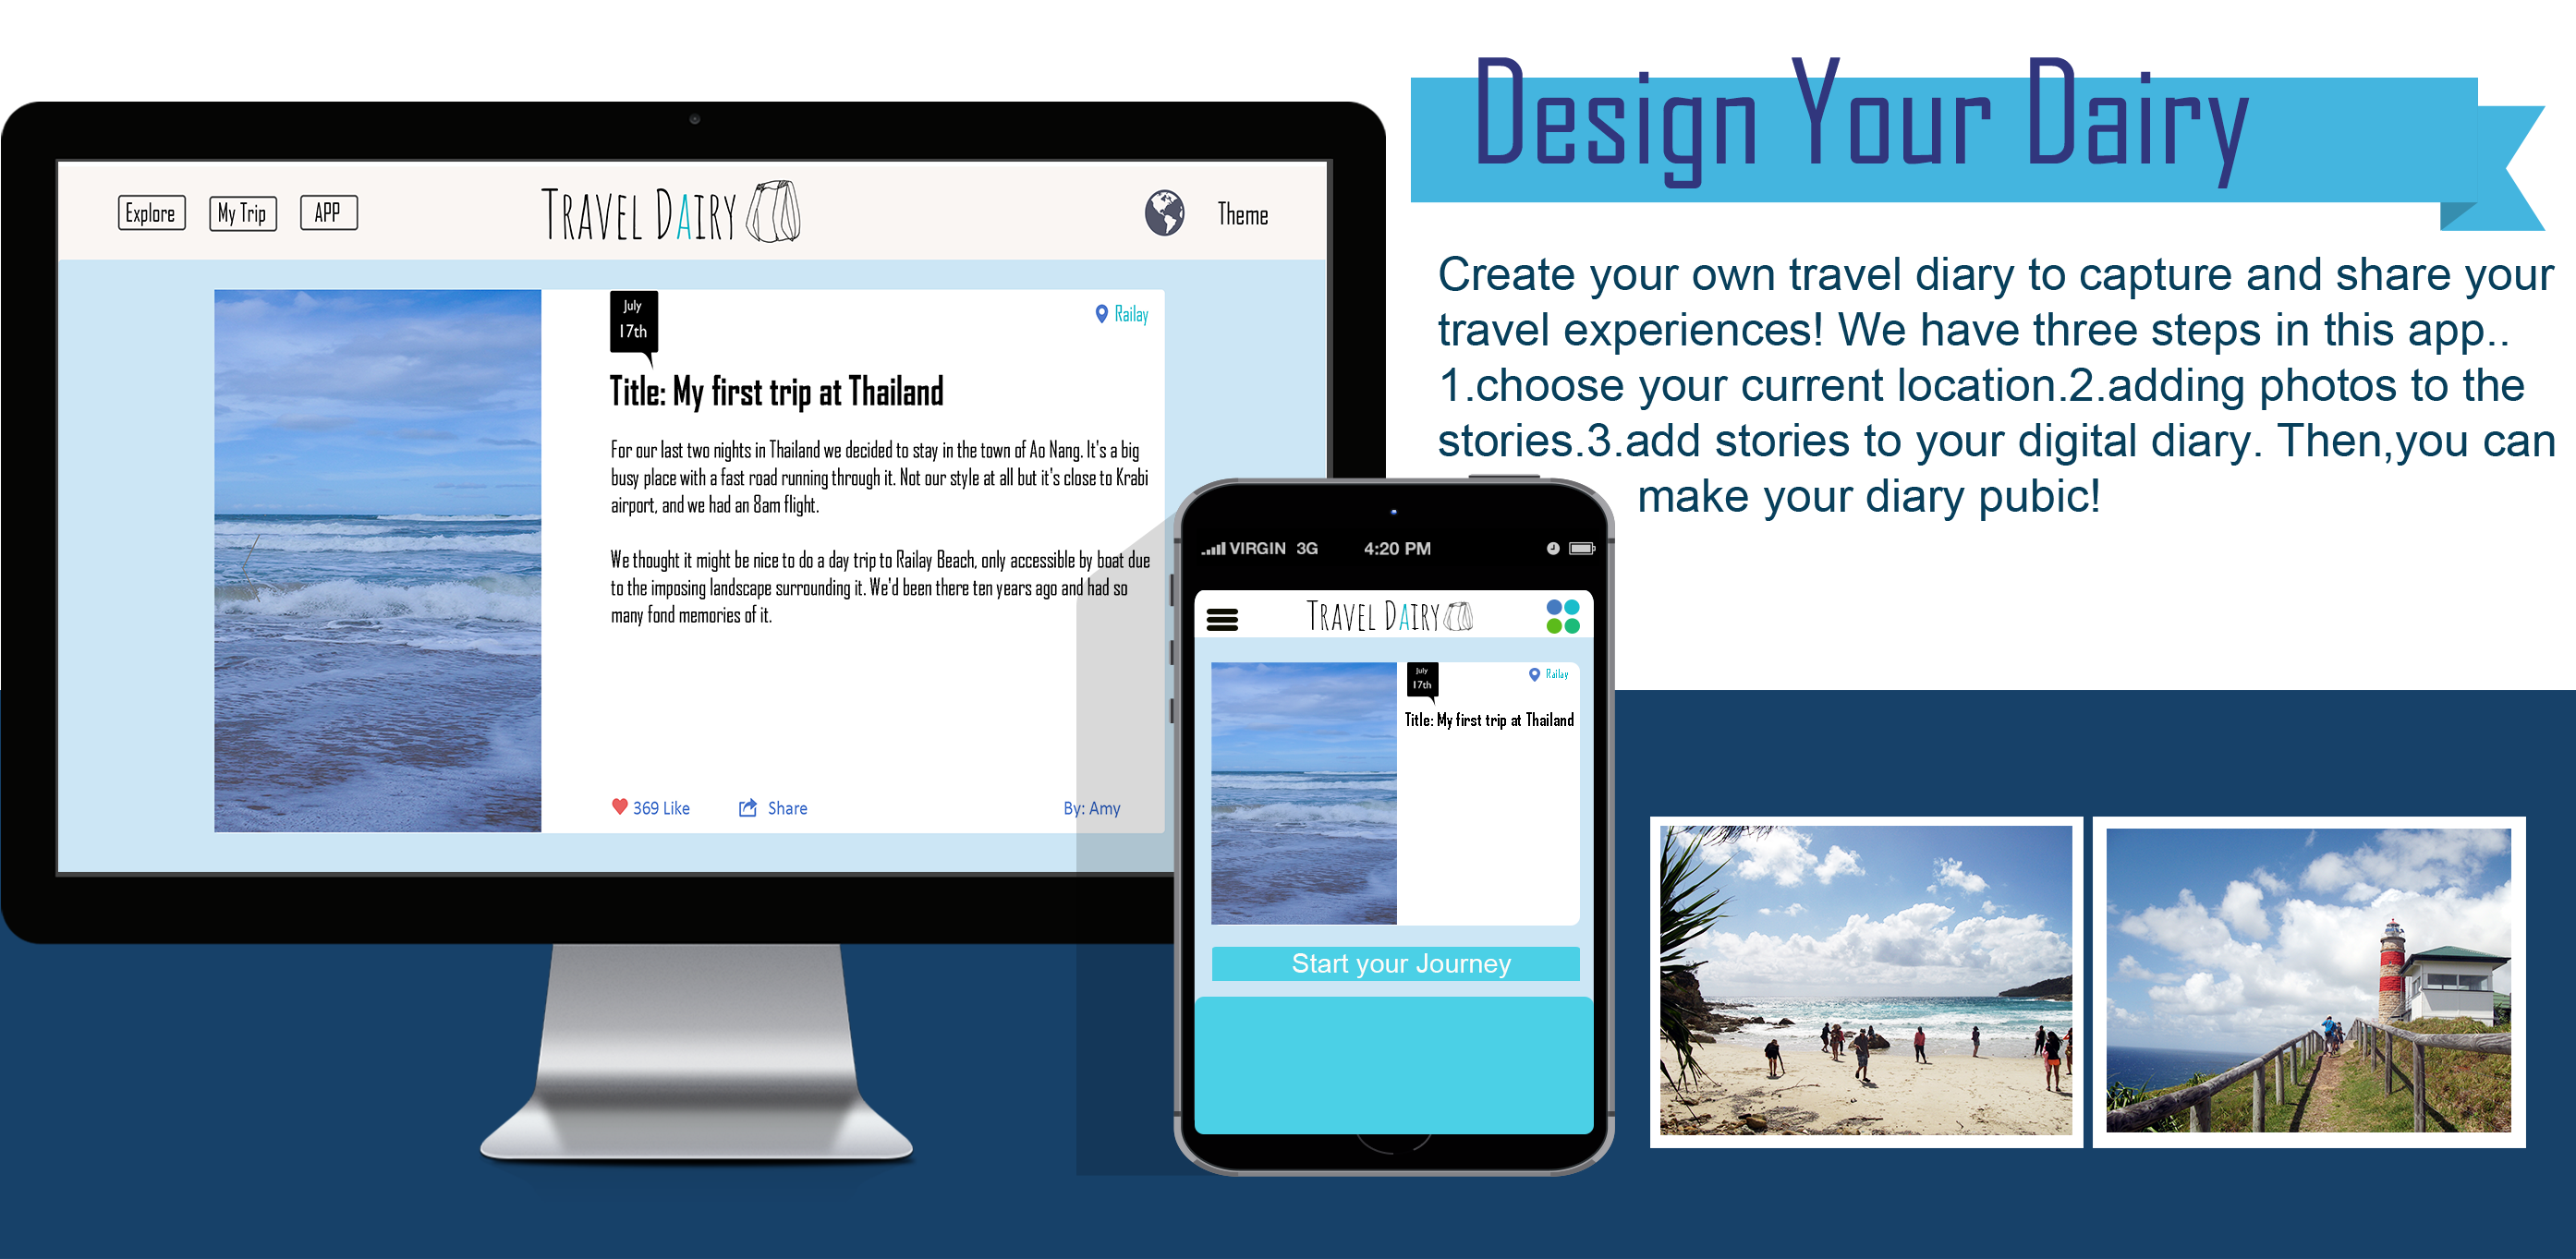 Design Your Dairy
Create your own travel diary to capture and share your
travel experiences! We have three steps in this app..
1.choose your current location.2.adding photos to the
stories.3.add stories to your digital diary. Then,you can
make your diary pubic!
Explore
My Trip
APP
TRAVEL DAIRY
Theme
July
17th
Railay
Title: My first trip at Thailand
For our last two nights in Thailand we decided to stay in the town of Ao Nang. It's a big
busy place with a fast road running through it. Not our style at all but it's close to Krabi
airport, and we had an 8am flight.
We thought it might be nice to do a day trip to Railay Beach, only accessible by boat due
to the imposing landscape surrounding it. We'd been there ten years ago and had so
many fond memories of it.
369 Like
Share
By: Amy
VIRGIN 3G 4:20 PM
TRAVEL DAIRY
July
17th
Railay
Title: My first trip at Thailand
Start your Journey